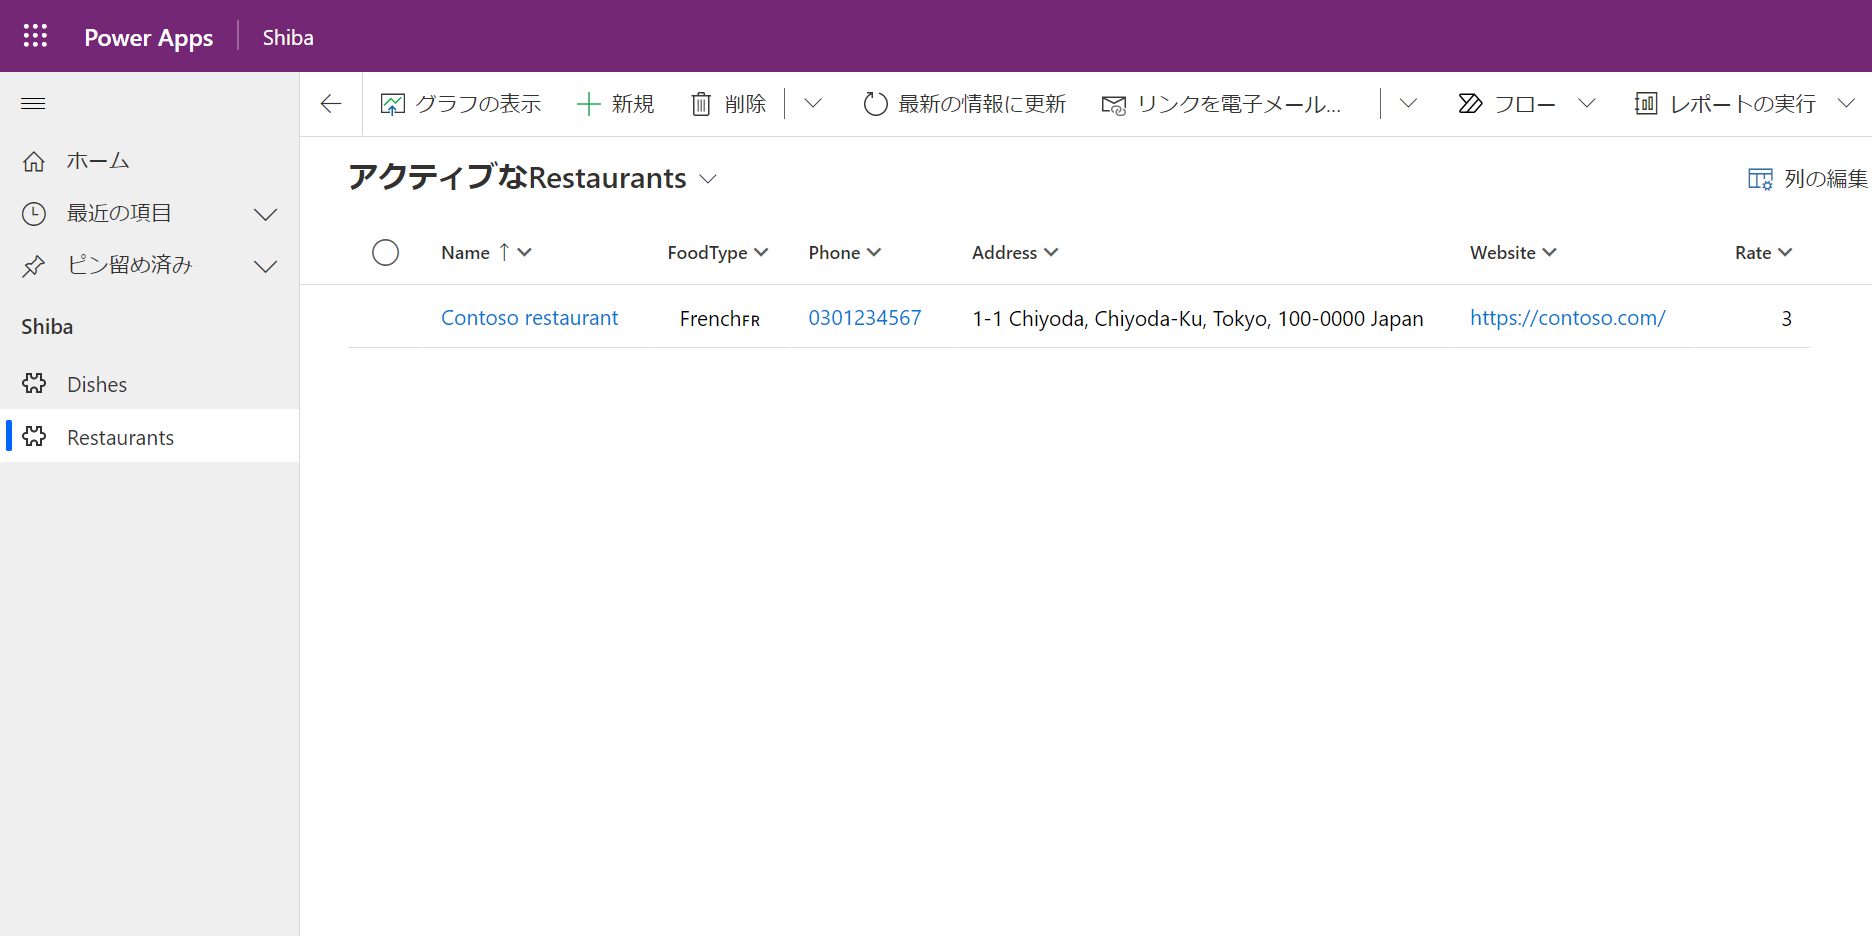 Power Apps Shiba
グラフの表示 新規 削除 最新の情報に更新 リンクを電子メール... フロー レポートの実行
ホーム
最近の項目
ピン留め済み
Shiba
Dishes
Restaurants
アクティブなRestaurants 列の編集
Name ↑ FoodType Phone Address Website Rate
Contoso restaurant FrenchFR 0301234567 1-1 Chiyoda, Chiyoda-Ku, Tokyo, 100-0000 Japan https://contoso.com/ 3